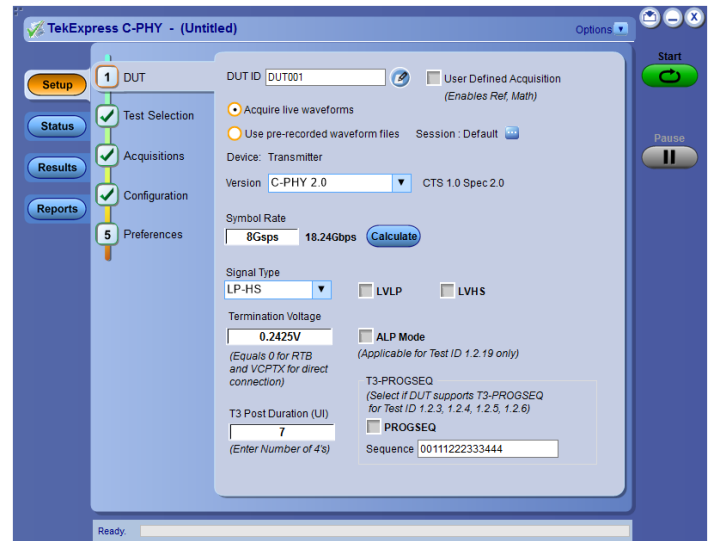 TekExpress C-PHY - (Untitled)
Options
Start
Pause
Setup
Status
Results
Reports
1 DUT
Test Selection
Acquisitions
Configuration
5 Preferences
DUT ID DUT001
User Defined Acquisition
(Enables Ref, Math)
Acquire live waveforms
Use pre-recorded waveform files Session : Default
Device: Transmitter
Version C-PHY 2.0 CTS 1.0 Spec 2.0
Symbol Rate
8Gsps 18.24Gbps Calculate
Signal Type
LP-HS LVLP LVHS
Termination Voltage
0.2425V
(Equals 0 for RTB
and VCPTX for direct
connection)
ALP Mode
(Applicable for Test ID 1.2.19 only)
T3 Post Duration (UI)
7
(Enter Number of 4's)
T3-PROGSEQ
(Select if DUT supports T3-PROGSEQ
for Test ID 1.2.3, 1.2.4, 1.2.5, 1.2.6)
PROGSEQ
Sequence 00111222333444
Ready.